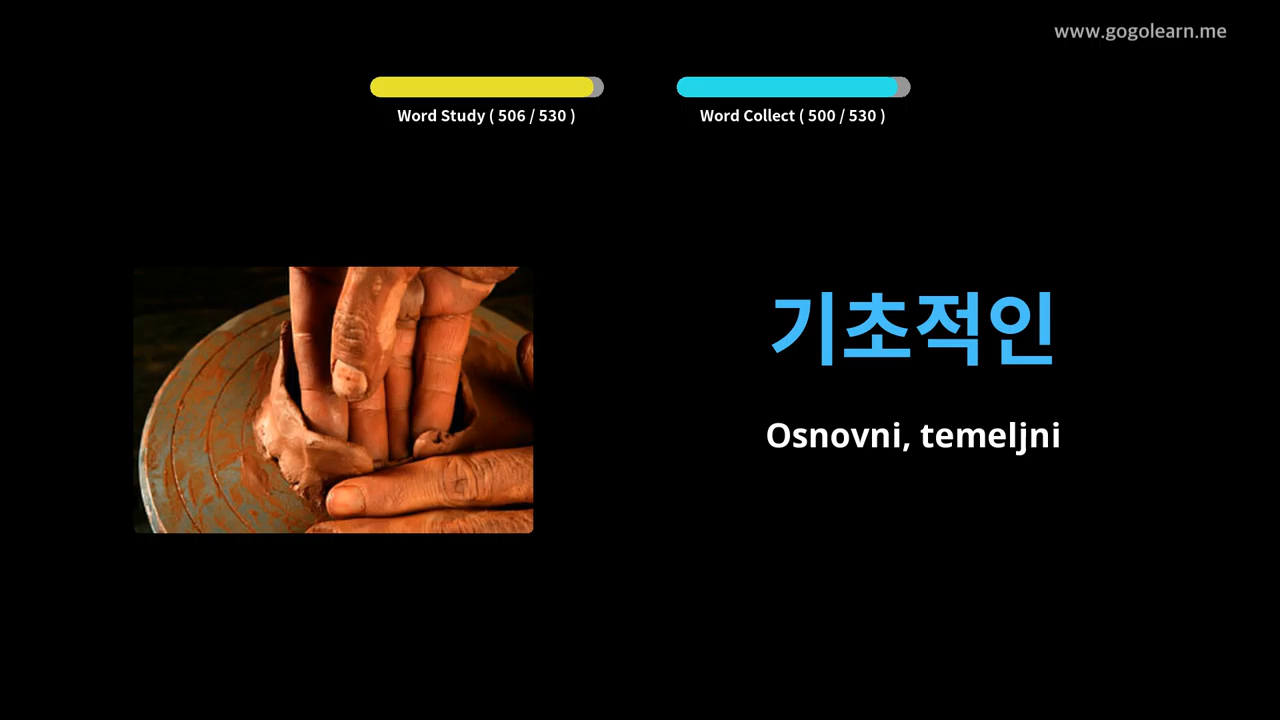 www.gogolearn.me
Word Study ( 506 / 530 )
Word Collect ( 500 / 530 )
기초적인
Osnovni, temeljni